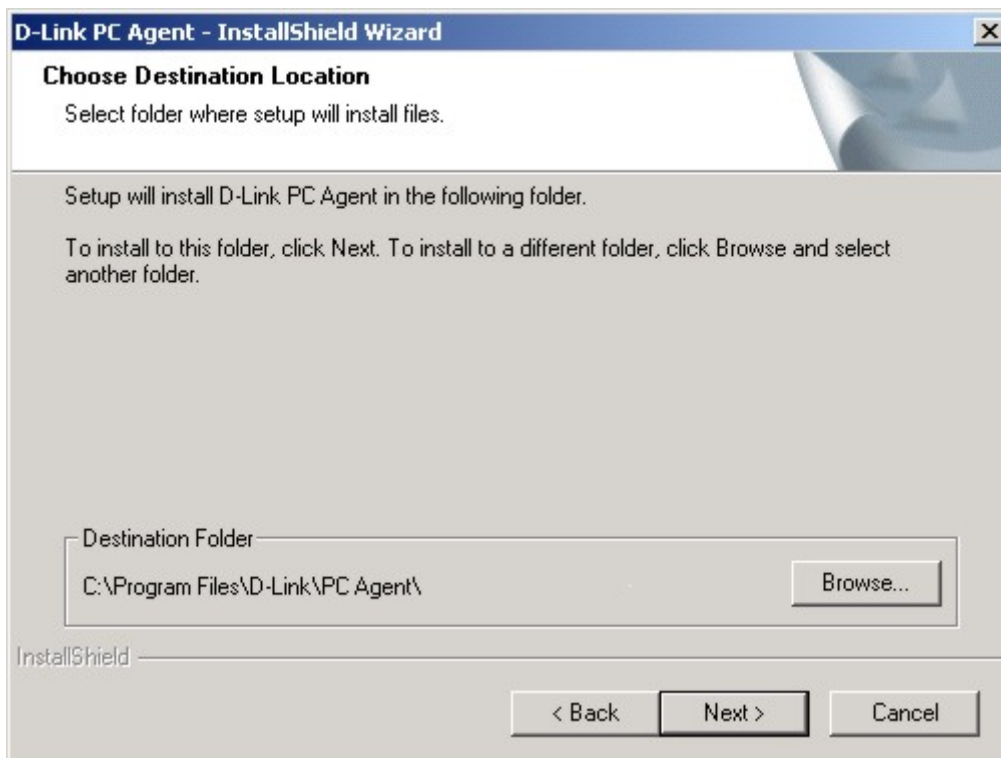 D-Link PC Agent - InstallShield Wizard
Choose Destination Location
Select folder where setup will install files.
Setup will install D-Link PC Agent in the following folder.
To install to this folder, click Next. To install to a different folder, click Browse and select
another folder.
Destination Folder
C:\Program Files\D-Link\PC Agent\
Browse...
InstallShield
< Back
Next >
Cancel